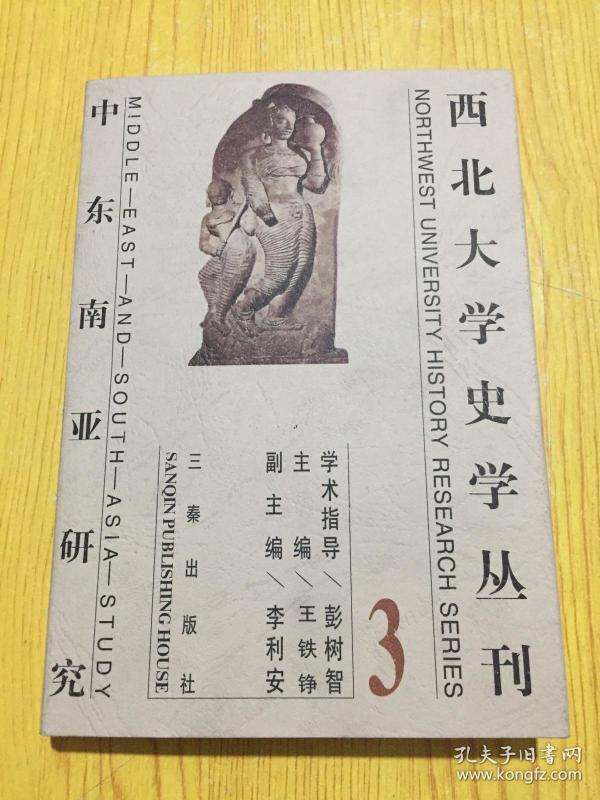 西北大学史学丛刊
NORTHWEST UNIVERSITY HISTORY RESEARCH SERIES
3
学术指导/彭树智
主编/王铁铮
副主编/李利安
三秦出版社
SANQIN PUBLISHING HOUSE
MIDDLE—EAST—AND—SOUTH—ASIA—STUDY
中东南亚研究
孔夫子旧书网
www.kongfz.com